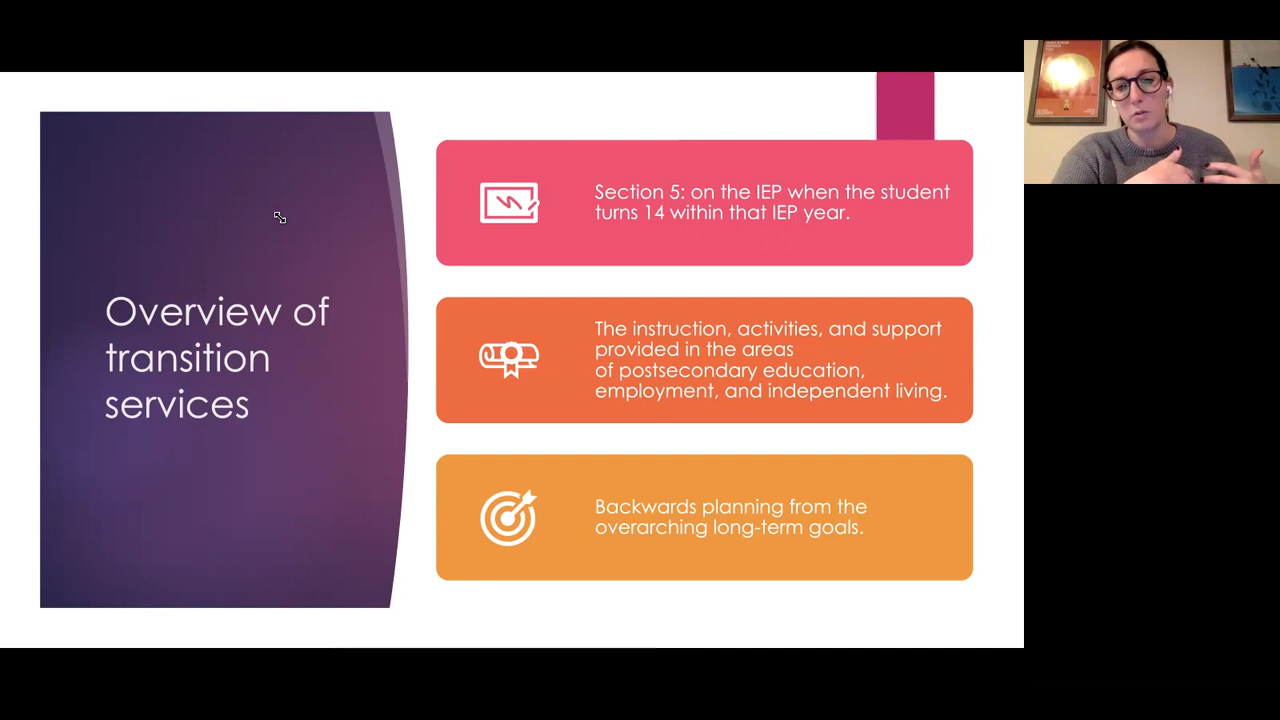 Overview of
transition
services
Section 5: on the IEP when the student
turns 14 within that IEP year.
The instruction, activities, and support
provided in the areas
of postsecondary education,
employment, and independent living.
Backwards planning from the
overarching long-term goals.